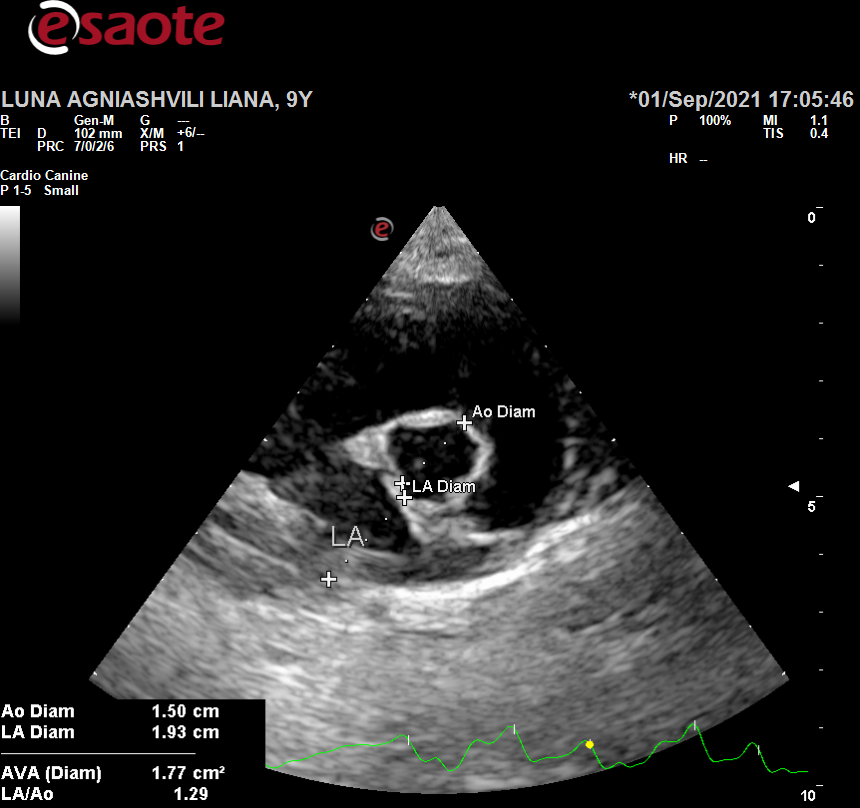 esaote
LUNA AGNIASHVILI LIANA, 9Y
*01/Sep/2021 17:05:46
B Gen-M G ---
TEI D 102 mm X/M +6/--
PRC 7/0/2/6 PRS 1
P 100% MI 1.1
TIS 0.4
HR --
Cardio Canine
P 1-5 Small
e
0
Ao Diam
LA Diam
5
LA
Ao Diam 1.50 cm
LA Diam 1.93 cm
AVA (Diam) 1.77 cm²
LA/Ao 1.29
10